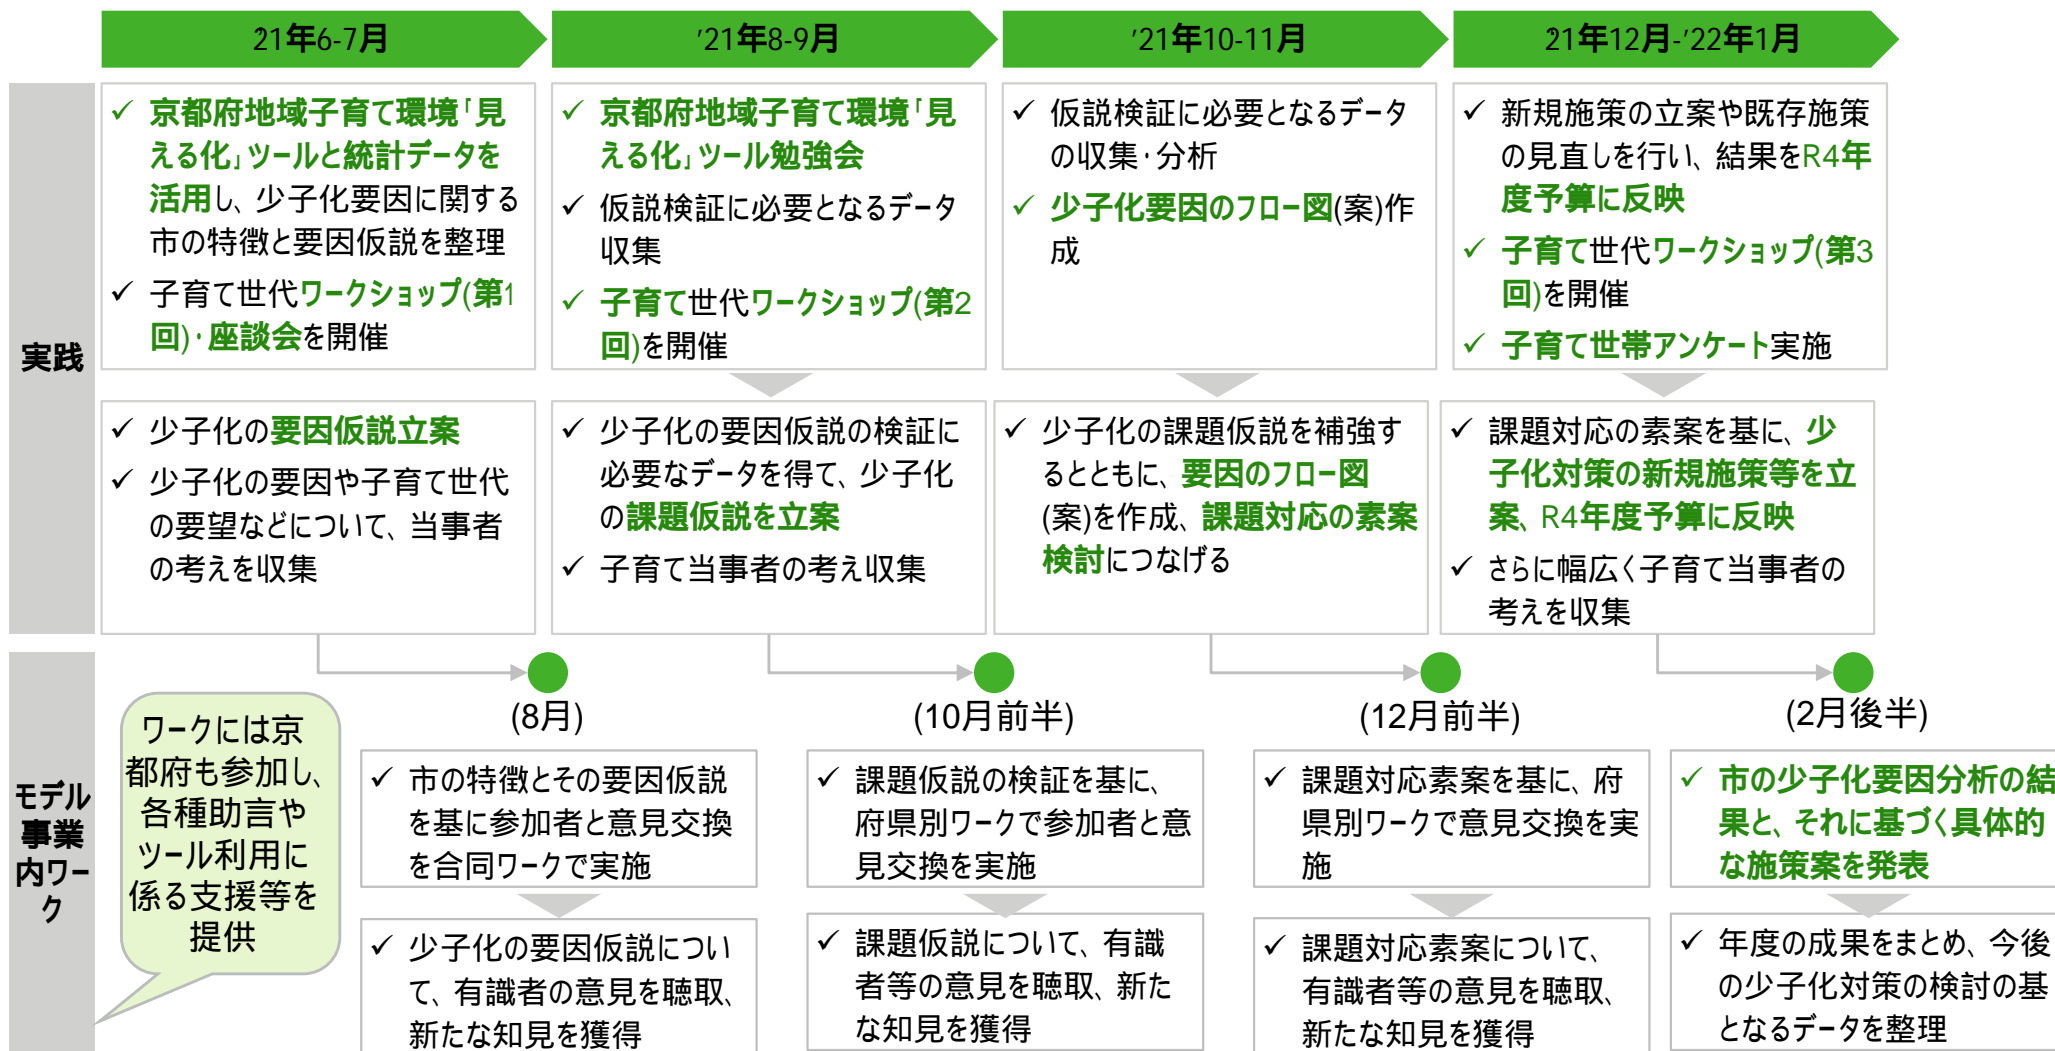 '21年6-7月
'21年8-9月
'21年10-11月
'21年12月-'22年1月
実践
✓ 京都府地域子育て環境「見
える化」ツールと統計データを
活用し、少子化要因に関する
市の特徴と要因仮説を整理
✓ 子育て世代ワークショップ(第1
回)・座談会を開催
✓ 京都府地域子育て環境「見
える化」ツール勉強会
✓ 仮説検証に必要となるデータ
収集
✓ 子育て世代ワークショップ(第2
回)を開催
✓ 仮説検証に必要となるデータ
の収集・分析
✓ 少子化要因のフロー図(案)作
成
✓ 新規施策の立案や既存施策
の見直しを行い、結果をR4年
度予算に反映
✓ 子育て世代ワークショップ(第3
回)を開催
✓ 子育て世帯アンケート実施
✓ 少子化の要因仮説立案
✓ 少子化の要因や子育て世代
の要望などについて、当事者
の考えを収集
✓ 少子化の要因仮説の検証に
必要なデータを得て、少子化
の課題仮説を立案
✓ 子育て当事者の考え収集
✓ 少子化の課題仮説を補強す
るとともに、要因のフロー図
(案)を作成、課題対応の素案
検討につなげる
✓ 課題対応の素案を基に、少
子化対策の新規施策等を立
案、R4年度予算に反映
✓ さらに幅広く子育て当事者の
考えを収集
モデル
事業
内ワー
ク
ワークには京
都府も参加し、
各種助言や
ツール利用に
係る支援等を
提供
(8月)
(10月前半)
(12月前半)
(2月後半)
✓ 市の特徴とその要因仮説
を基に参加者と意見交換
を合同ワークで実施
✓ 課題仮説の検証を基に、
府県別ワークで参加者と意
見交換を実施
✓ 課題対応素案を基に、府
県別ワークで意見交換を実
施
✓ 市の少子化要因分析の結
果と、それに基づく具体的
な施策案を発表
✓ 少子化の要因仮説につい
て、有識者の意見を聴取、
新たな知見を獲得
✓ 課題仮説について、有識
者等の意見を聴取、新た
な知見を獲得
✓ 課題対応素案について、
有識者等の意見を聴取、
新たな知見を獲得
✓ 年度の成果をまとめ、今後
の少子化対策の検討の基
となるデータを整理